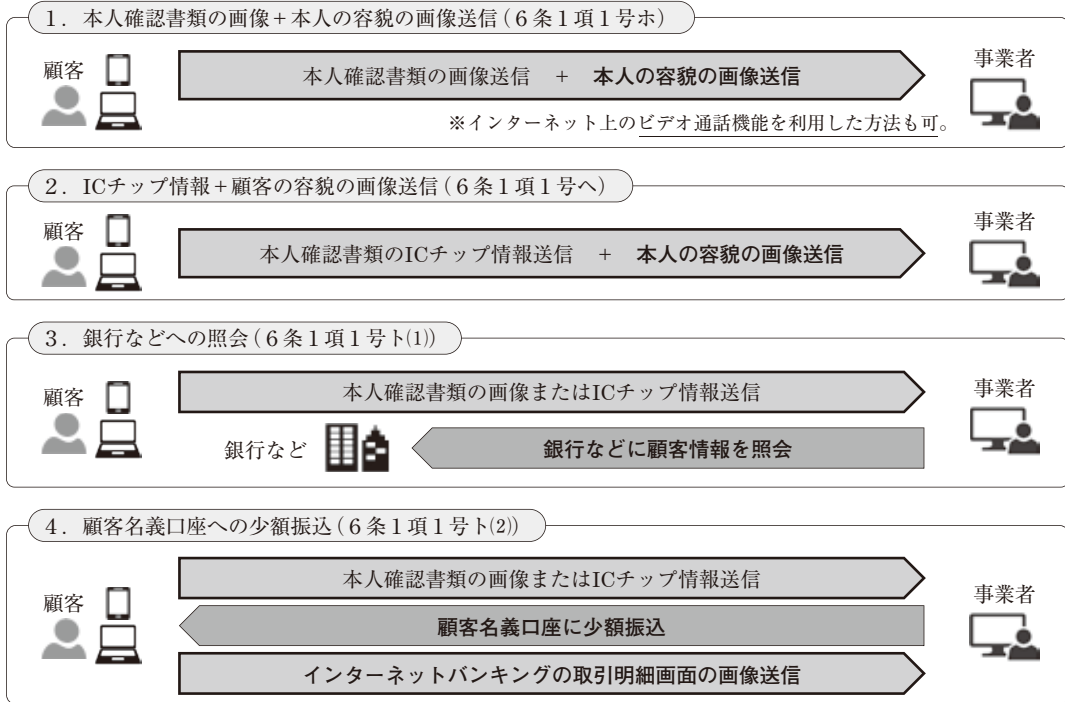 1．本人確認書類の画像＋本人の容貌の画像送信（６条１項１号ホ）
顧客
本人確認書類の画像送信　＋　本人の容貌の画像送信
事業者
※インターネット上のビデオ通話機能を利用した方法も可。
2．ICチップ情報＋顧客の容貌の画像送信（６条１項１号ヘ）
顧客
本人確認書類のICチップ情報送信　＋　本人の容貌の画像送信
事業者
3．銀行などへの照会（６条１項１号ト⑴）
顧客
本人確認書類の画像またはICチップ情報送信
事業者
銀行など
銀行などに顧客情報を照会
4．顧客名義口座への少額振込（６条１項１号ト⑵）
本人確認書類の画像またはICチップ情報送信
顧客
事業者
顧客名義口座に少額振込
インターネットバンキングの取引明細画面の画像送信